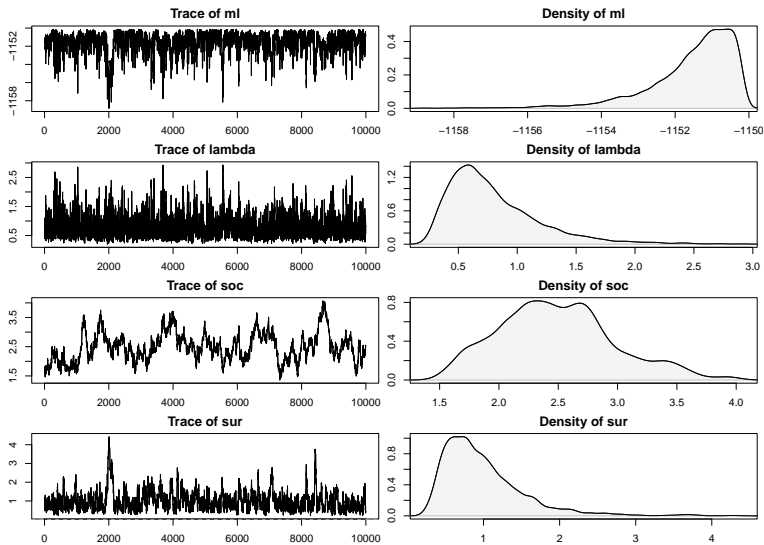 Trace of ml
Density of ml
−1158
−1152
0 2000 4000 6000 8000 10000
0.0 0.2 0.4
−1158 −1156 −1154 −1152 −1150
Trace of lambda
Density of lambda
0.5 1.5 2.5
0 2000 4000 6000 8000 10000
0.0 0.6 1.2
0.5 1.0 1.5 2.0 2.5 3.0
Trace of soc
Density of soc
1.5 2.5 3.5
0 2000 4000 6000 8000 10000
0.0 0.4 0.8
1.5 2.0 2.5 3.0 3.5 4.0
Trace of sur
Density of sur
1 2 3 4
0 2000 4000 6000 8000 10000
0.0 0.4 0.8
1 2 3 4